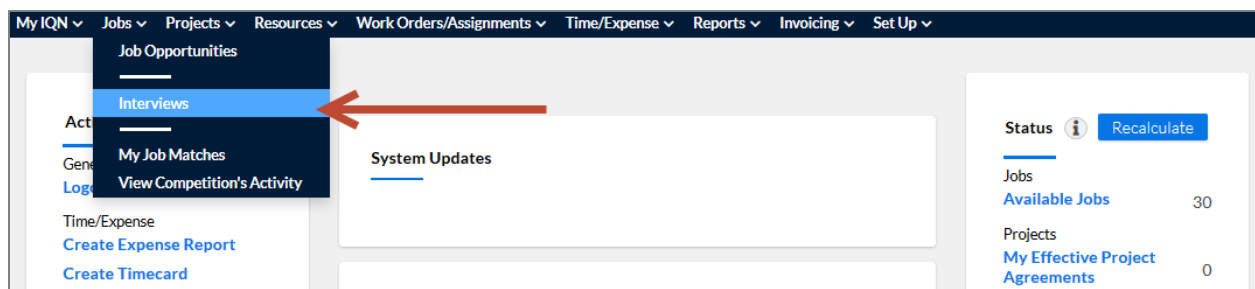 My IQN Jobs Projects Resources Work Orders/Assignments Time/Expense Reports Invoicing Set Up
Job Opportunities
Interviews
My Job Matches
View Competition's Activity
Acti
Gene
Logo
Time/Expense
Create Expense Report
Create Timecard
System Updates
Status i Recalculate
Jobs
Available Jobs 30
Projects
My Effective Project
Agreements 0